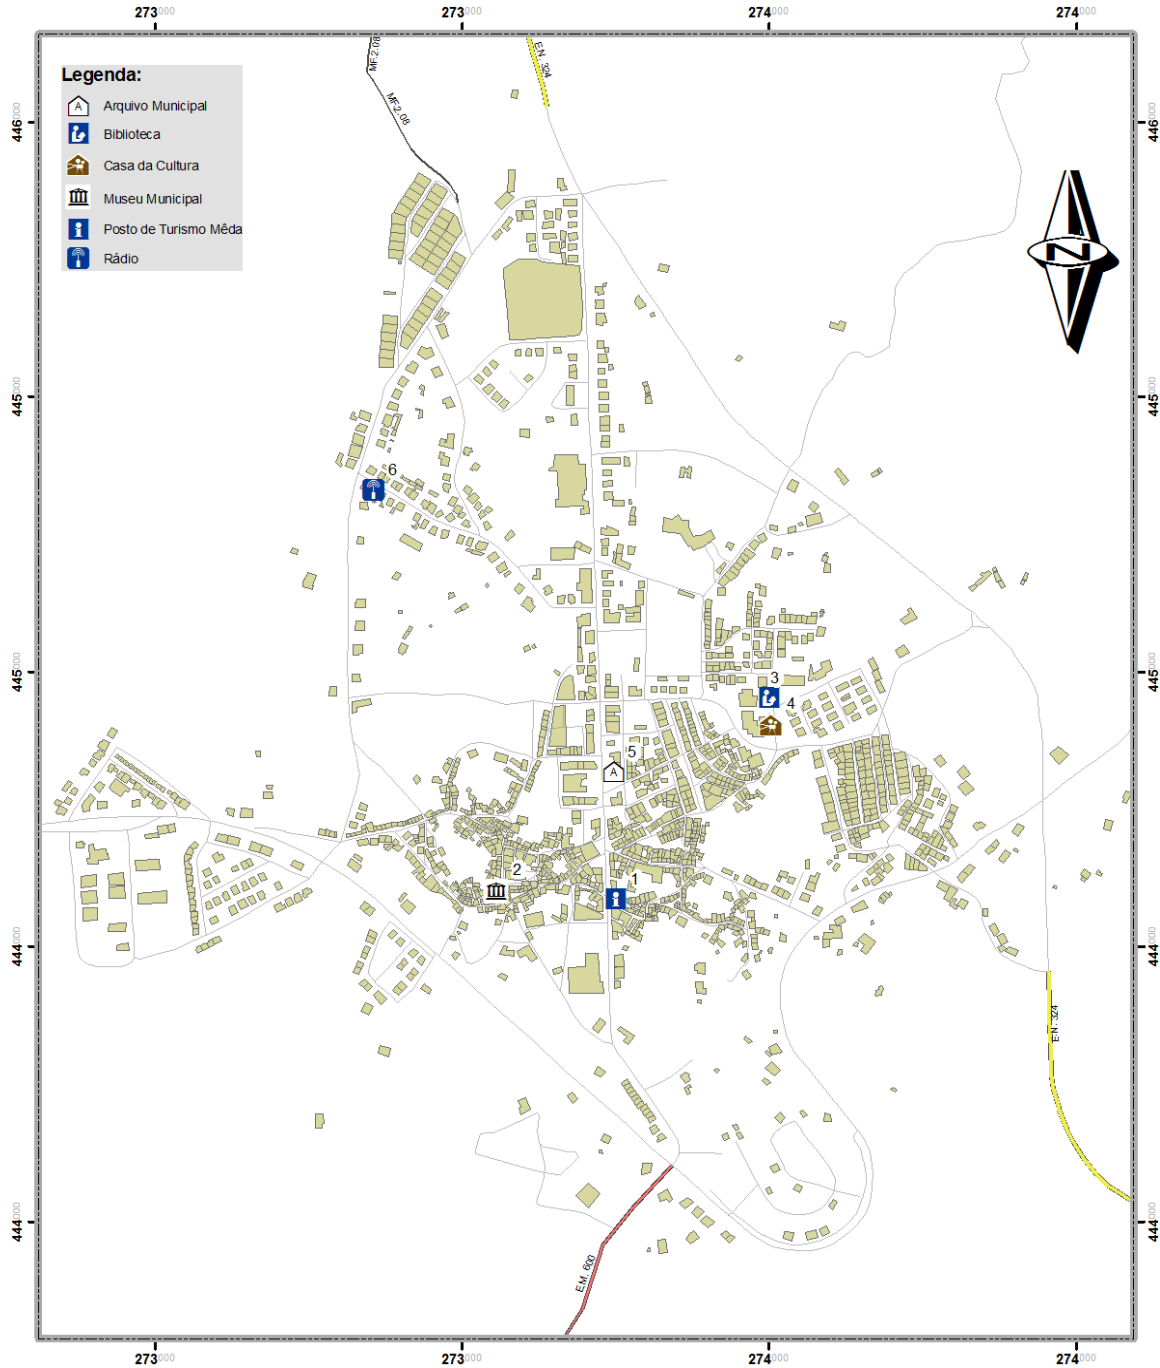 273000 273000 274000 274000
Legenda:
Arquivo Municipal
Biblioteca
Casa da Cultura
Museu Municipal
Posto de Turismo Mêda
Rádio
A
MF.2.08
MF2.08
E.N. 324
N
446000
446000
445000
445000
6
445000
445000
3
4
5
A
2
1
444000
444000
E.N. 324
444000
444000
E.M. 600
273000 273000 274000 274000